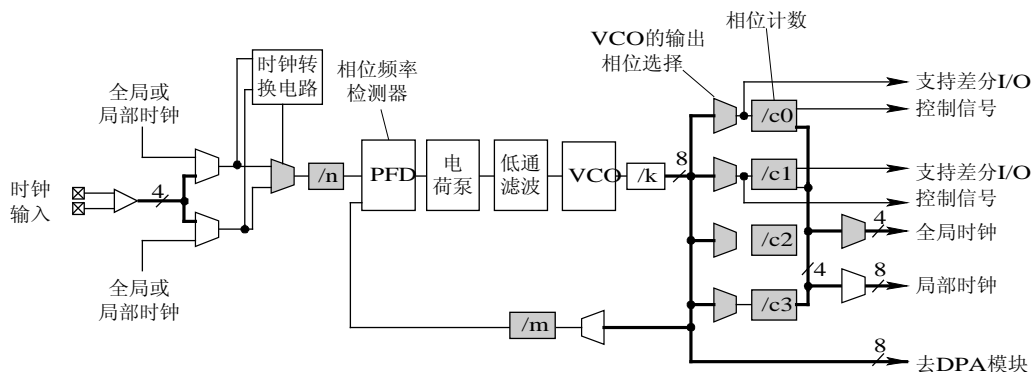 VCO的输出
相位选择
相位计数
时钟转
换电路
相位频率
检测器
全局或
局部时钟
时钟
输入
4
全局或
局部时钟
/n
PFD
电
荷泵
低通
滤波
VCO
/k
8
/c0
/c1
/c2
/c3
/m
4
支持差分I/O
控制信号
支持差分I/O
控制信号
4
全局时钟
8
局部时钟
8
去DPA模块